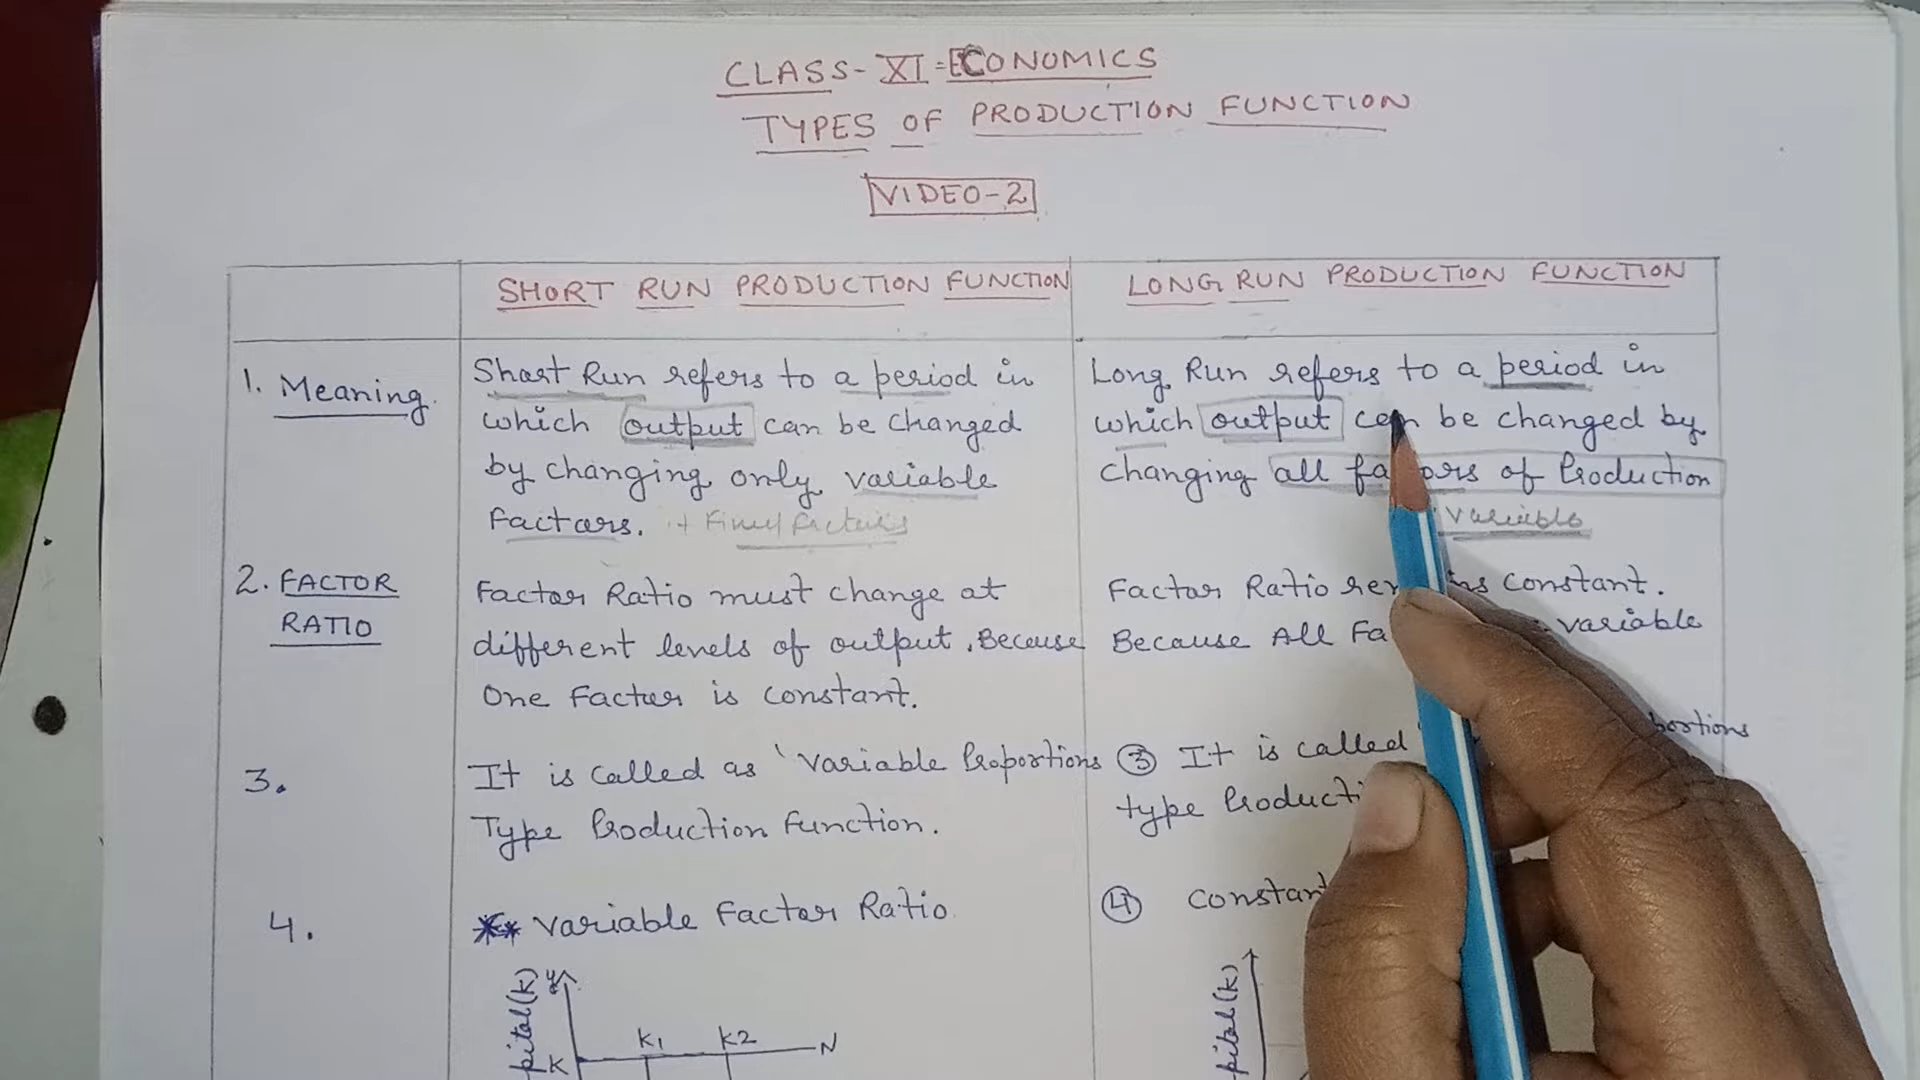 CLASS-XI=ECONOMICS
TYPES OF PRODUCTION FUNCTION
VIDEO-2
SHORT RUN PRODUCTION FUNCTION
LONG RUN PRODUCTION FUNCTION
1. Meaning.
Short Run refers to a period in
which output can be changed
by changing only variable
Factors. +
Long Run refers to a period in
which output can be changed by
changing all factors of Production
Variable
2. FACTOR
RATIO
Factor Ratio must change at
different levels of output. Because
One Factor is constant.
Factor Ratio constant.
Because All variable
3.
It is called as 'Variable Proportions
Type Production Function.
③ It is called
type
4.
Variable Factor Ratio
④
pital(K) y
K1 K2 N
K
pital(K)